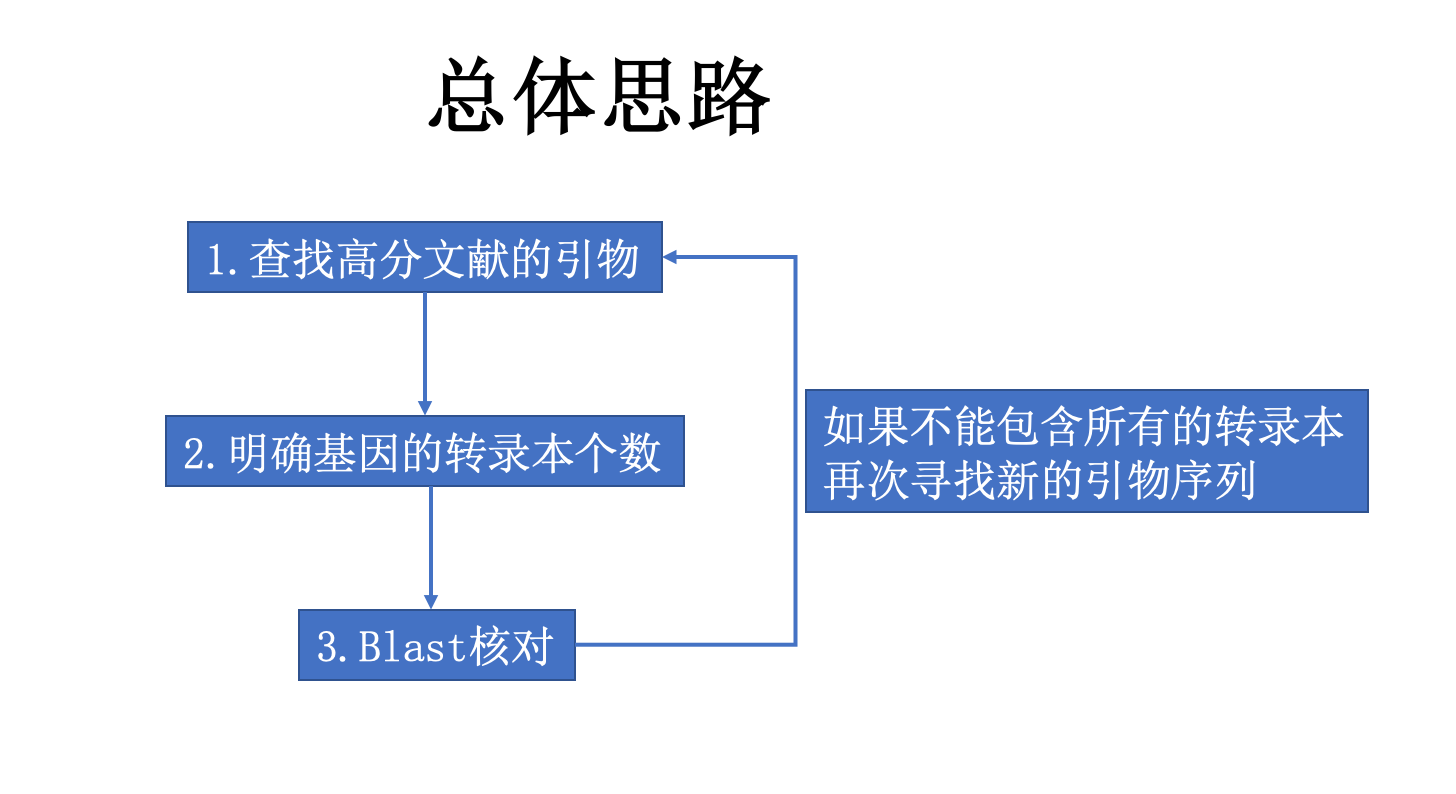 总体思路
1.查找高分文献的引物
2.明确基因的转录本个数
如果不能包含所有的转录本
再次寻找新的引物序列
3.Blast核对